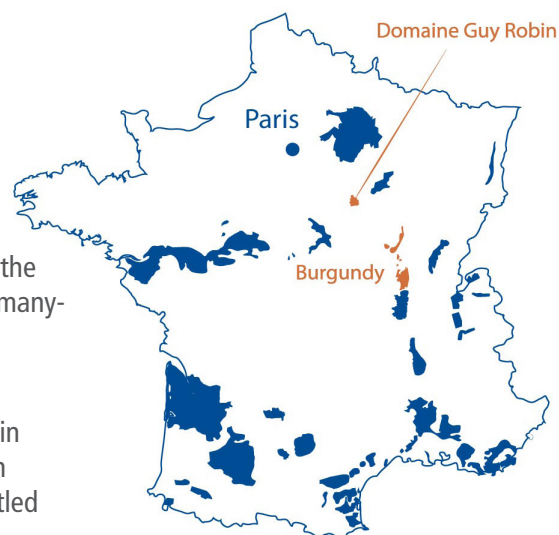 Domaine Guy Robin
Paris
Burgundy
the
many-
in
tled